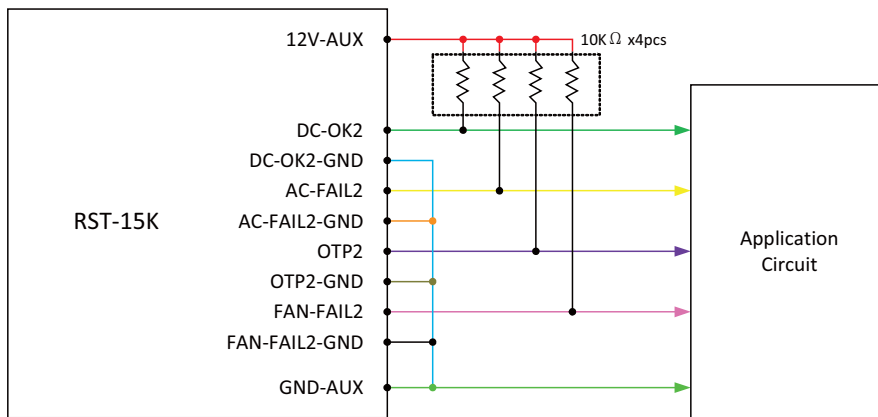 12V-AUX
10KΩ x4pcs
DC-OK2
DC-OK2-GND
AC-FAIL2
RST-15K
AC-FAIL2-GND
OTP2
OTP2-GND
FAN-FAIL2
FAN-FAIL2-GND
GND-AUX
Application
Circuit